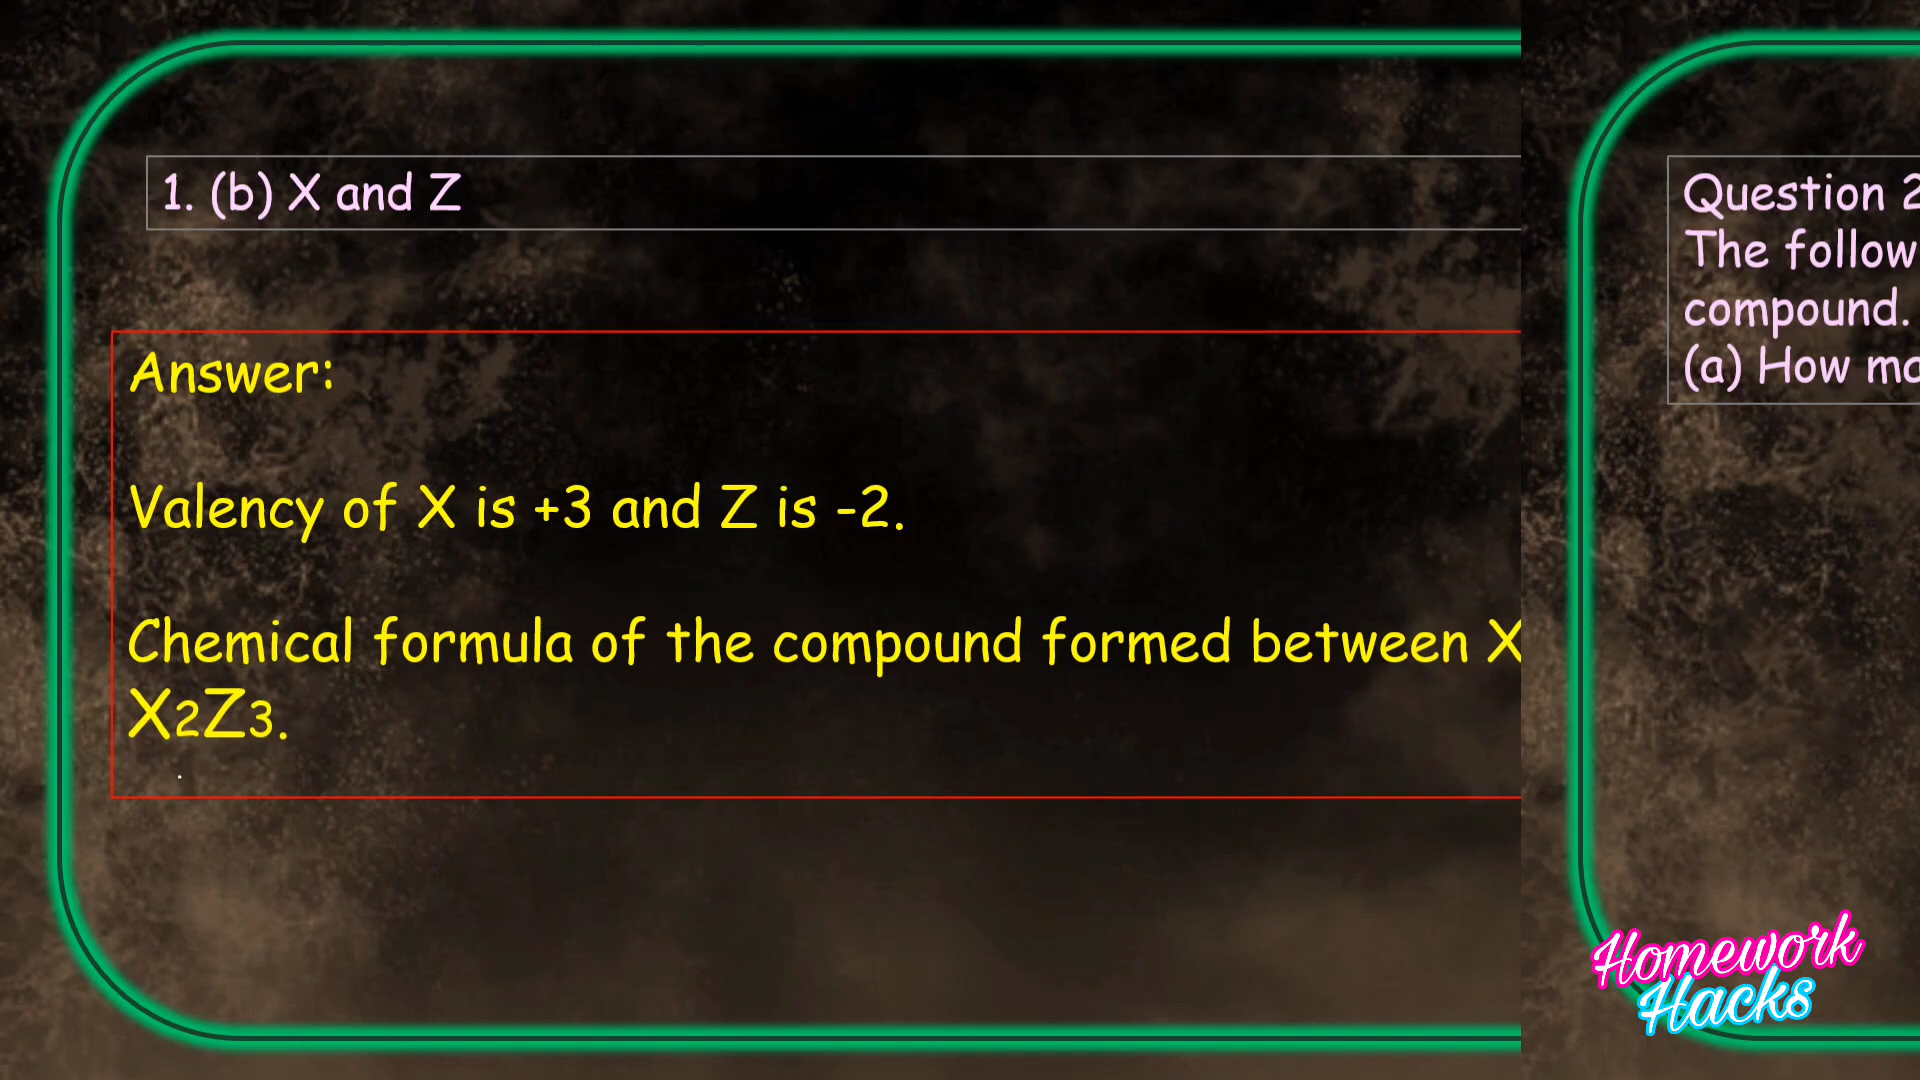 1. (b) X and Z
Answer:
Valency of X is +3 and Z is -2.
Chemical formula of the compound formed between X
X2Z3.
Question 2
The follow
compound.
(a) How ma
Homework
Hacks